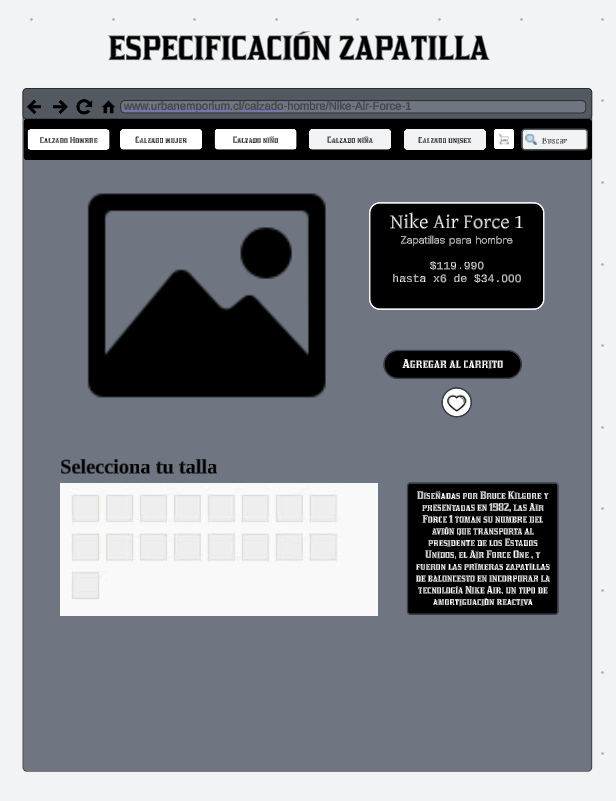 ESPECIFICACIÓN ZAPATILLA
www.urbanemporium.cl/calzado-hombre/Nike-Air-Force-1
Calzado Hombre
Calzado mujer
Calzado niño
Calzado niña
Calzado unisex
Buscar
Nike Air Force 1
Zapatillas para hombre
$119.990
hasta x6 de $34.000
Agregar al carrito
Selecciona tu talla
Diseñadas por Bruce Kilgore y
presentadas en 1982, las Air
Force 1 toman su nombre del
avión que transporta al
presidente de los Estados
Unidos, el Air Force One , y
fueron las primeras zapatillas
de baloncesto en incorporar la
tecnología Nike Air. un tipo de
amortiguación reactiva